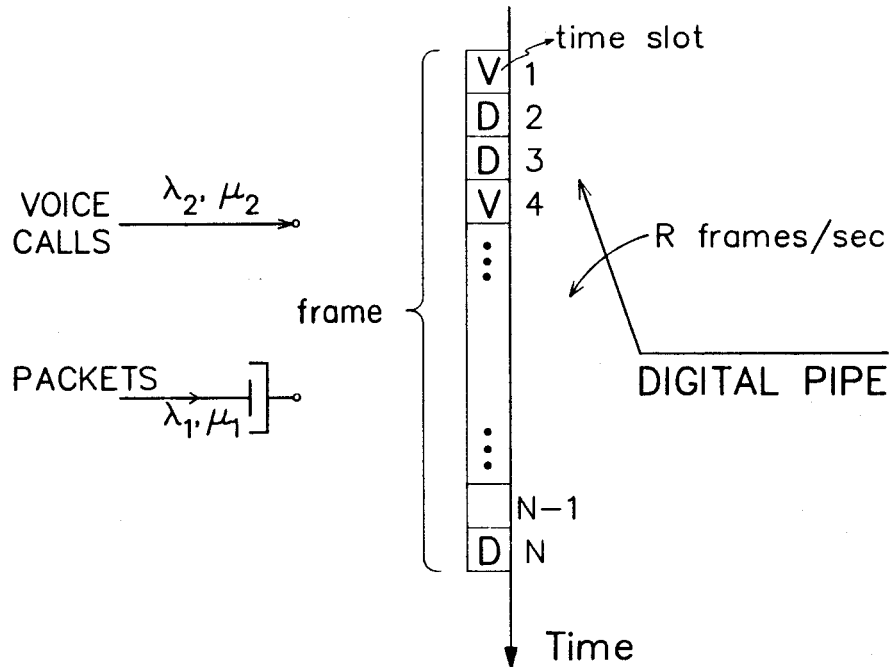 time slot
V 1
D 2
D 3
V 4
λ₂, μ₂
VOICE
CALLS
R frames/sec
frame
PACKETS
λ₁, μ₁
DIGITAL PIPE
N-1
D N
Time